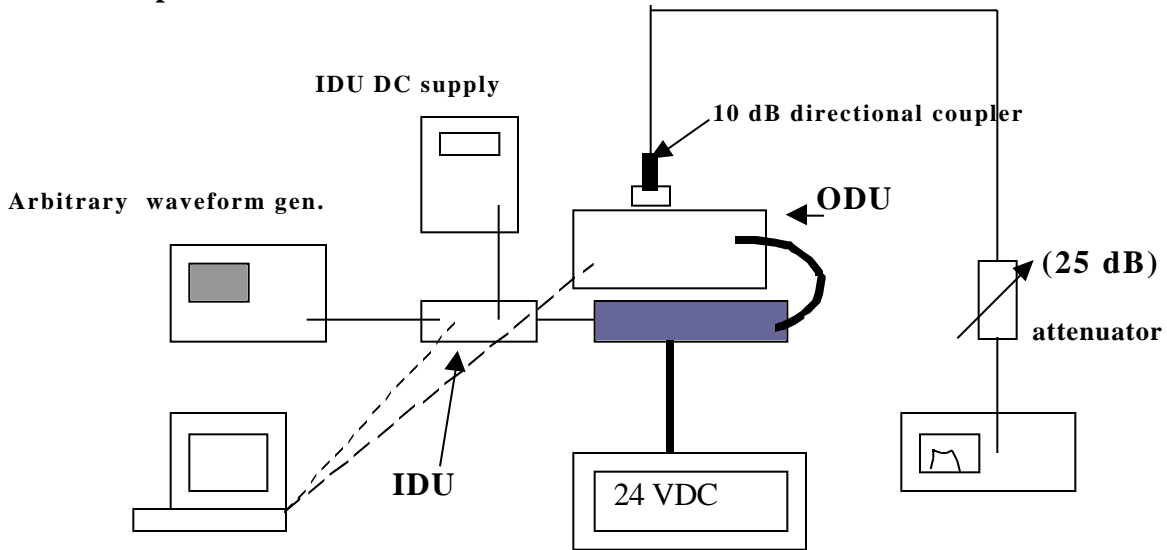 IDU DC supply
10 dB directional coupler
Arbitrary waveform gen.
ODU
(25 dB)
attenuator
IDU
24 VDC